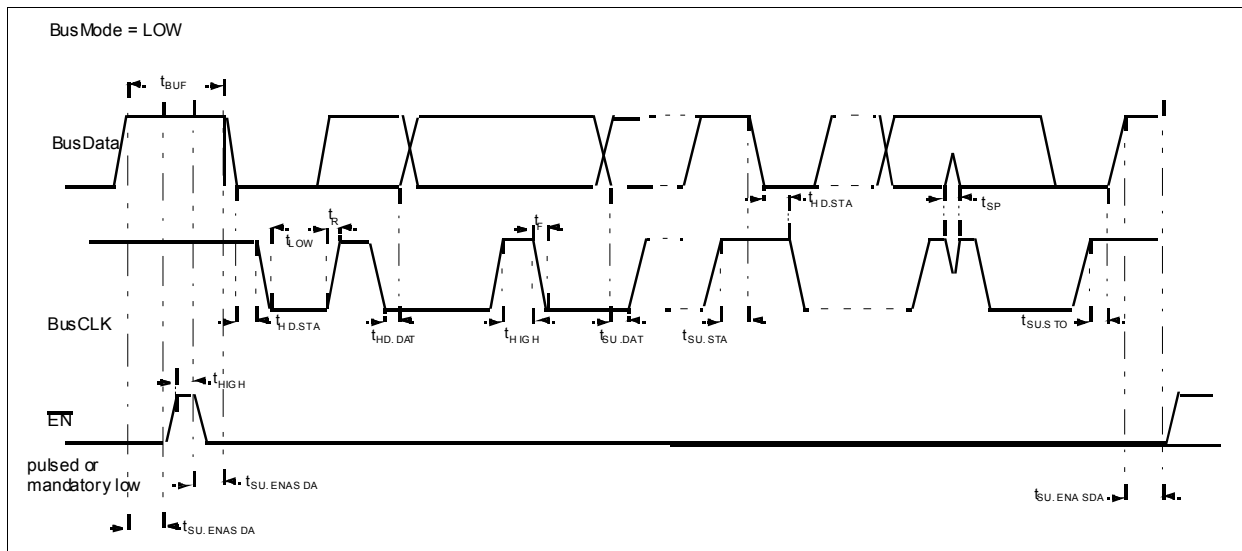 BusMode = LOW
tBUF
BusData
tHD.STA
tSP
tR
tLOW
tF
BusCLK
tHD.STA
tHD.DAT
tHIGH
tSU.DAT
tSU.STA
tSU.STO
tHIGH
EN
pulsed or
mandatory low
tSU.ENASDA
tSU.ENASDA
tSU.ENASDA